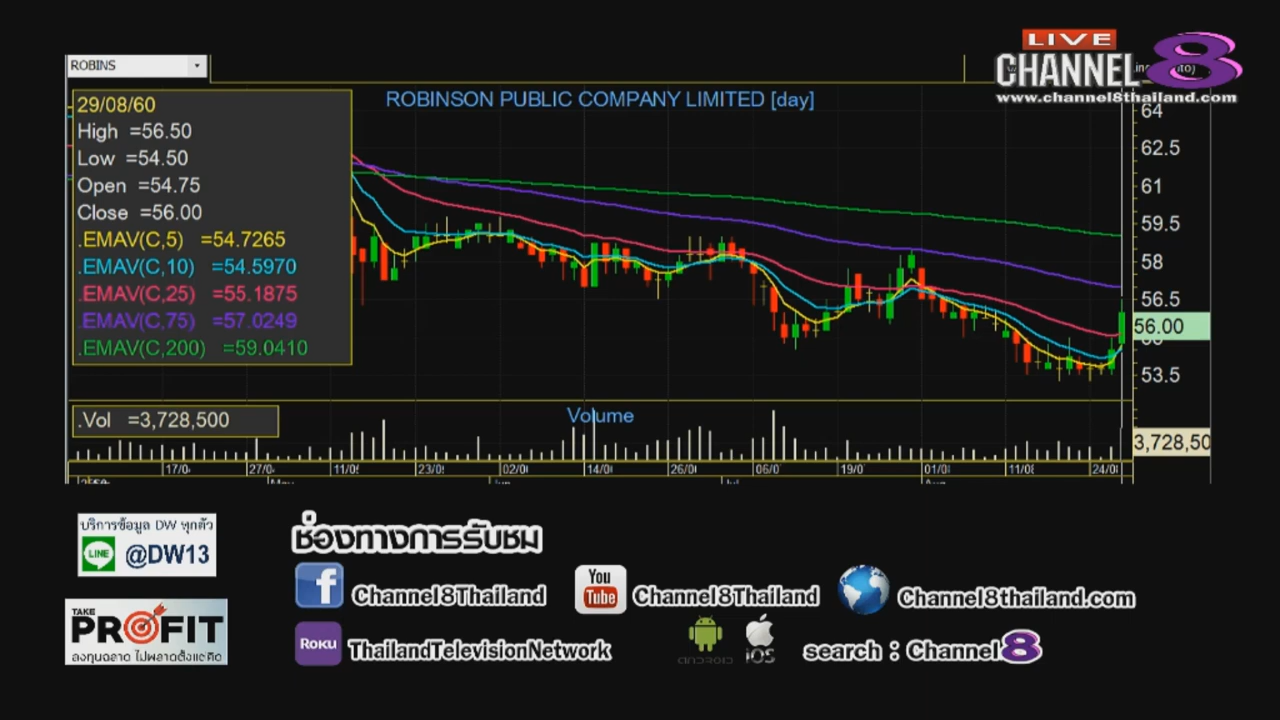 LIVE
CHANNEL 8
www.channel8thailand.com
ROBINS
ROBINSON PUBLIC COMPANY LIMITED [day]
29/08/60
High =56.50
Low =54.50
Open =54.75
Close =56.00
.EMAV(C,5) =54.7265
.EMAV(C,10) =54.5970
.EMAV(C,25) =55.1875
.EMAV(C,75) =57.0249
.EMAV(C,200) =59.0410
64
62.5
61
59.5
58
56.5
56.00
53.5
.Vol =3,728,500
Volume
3,728,50
17/0 27/0 11/0 23/0 02/0 14/0 26/0 06/0 19/0 01/0 11/0 24/0
บริการข้อมูล DW ทุกตัว
LINE @DW13
TAKE
PROFIT
ลงทุนฉลาด ไม่พลาดตั้งแต่คิด
ช่องทางการรับชม
f Channel8Thailand
You Tube Channel8Thailand
Channel8thailand.com
ROKU ThailandTelevisionNetwork
ANDROID iOS
search : Channel 8